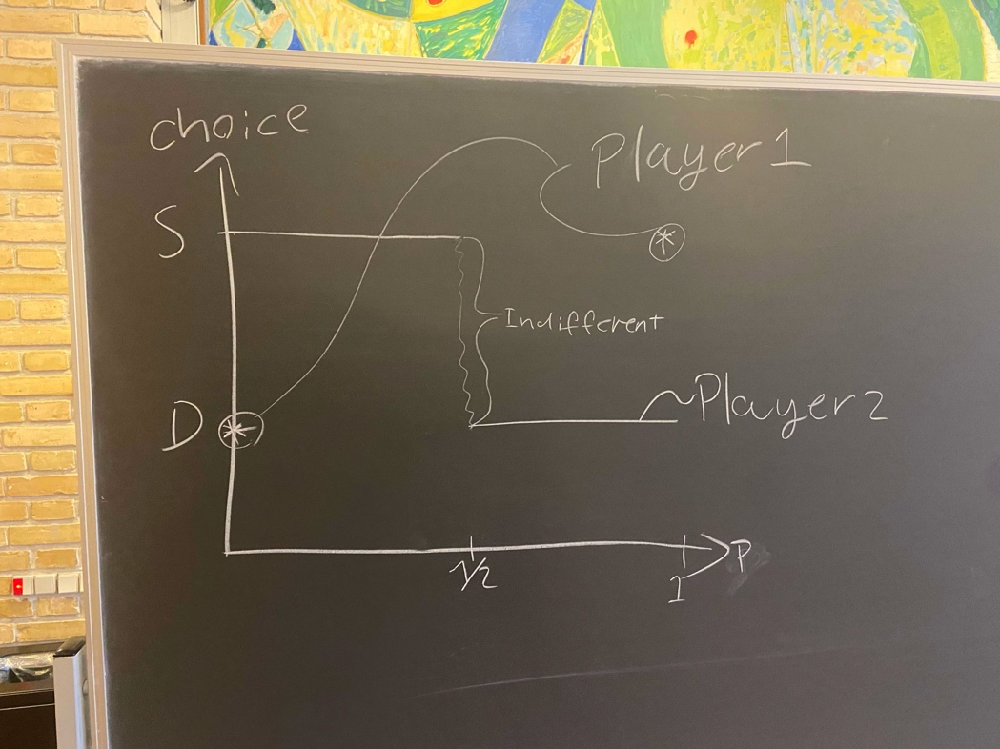 choice
Player 1
S
Indifferent
Player 2
D
1/2
1
P